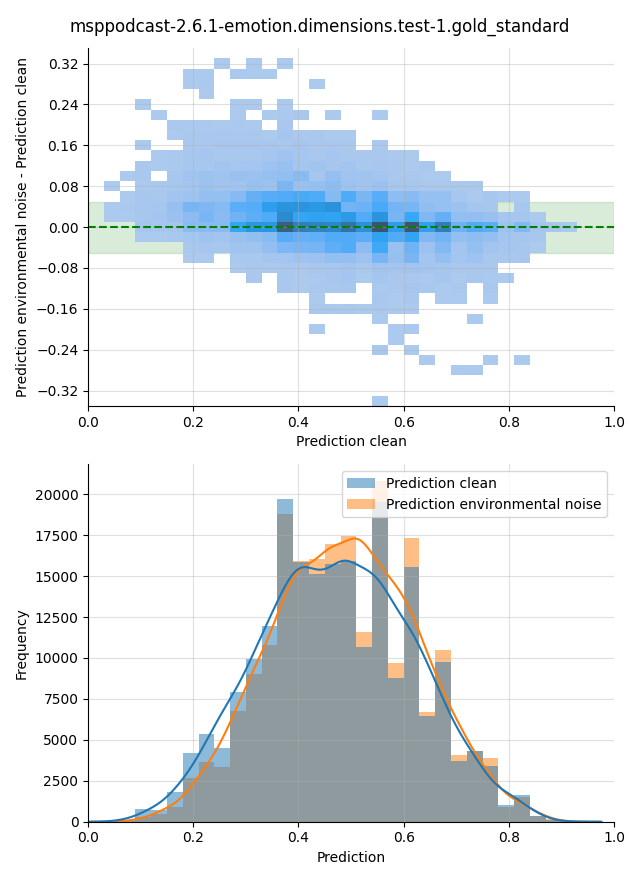 msppodcast-2.6.1-emotion.dimensions.test-1.gold_standard
Prediction environmental noise - Prediction clean
0.32
0.24
0.16
0.08
0.00
−0.08
−0.16
−0.24
−0.32
0.0 0.2 0.4 0.6 0.8 1.0
Prediction clean
Frequency
20000
17500
15000
12500
10000
7500
5000
2500
0
Prediction clean
Prediction environmental noise
0.0 0.2 0.4 0.6 0.8 1.0
Prediction